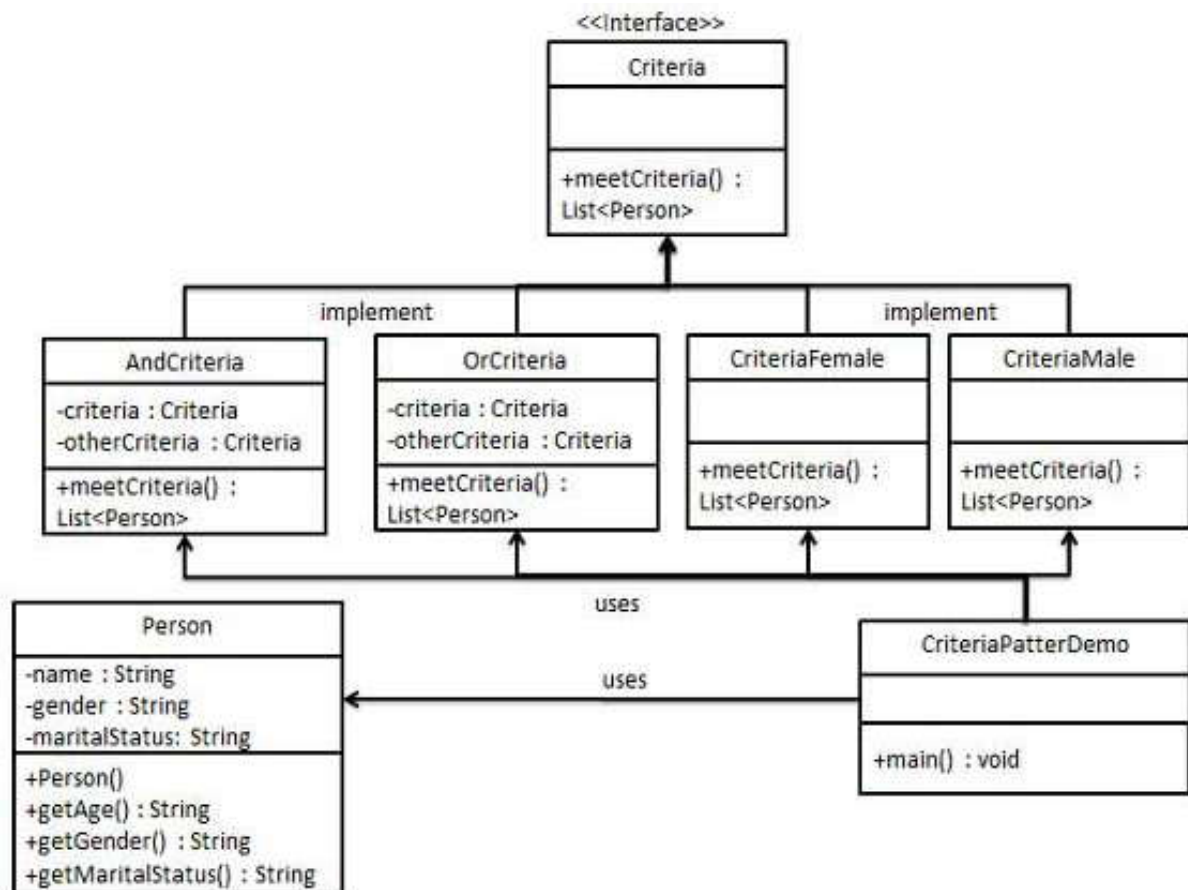 <<Interface>>
Criteria
+meetCriteria() :
List<Person>
implement
implement
AndCriteria
-criteria : Criteria
-otherCriteria : Criteria
+meetCriteria() :
List<Person>
OrCriteria
-criteria : Criteria
-otherCriteria : Criteria
+meetCriteria() :
List<Person>
CriteriaFemale
+meetCriteria() :
List<Person>
CriteriaMale
+meetCriteria() :
List<Person>
uses
Person
-name : String
-gender : String
-maritalStatus: String
+Person()
+getAge() : String
+getGender() : String
+getMaritalStatus() : String
uses
CriteriaPatterDemo
+main() : void